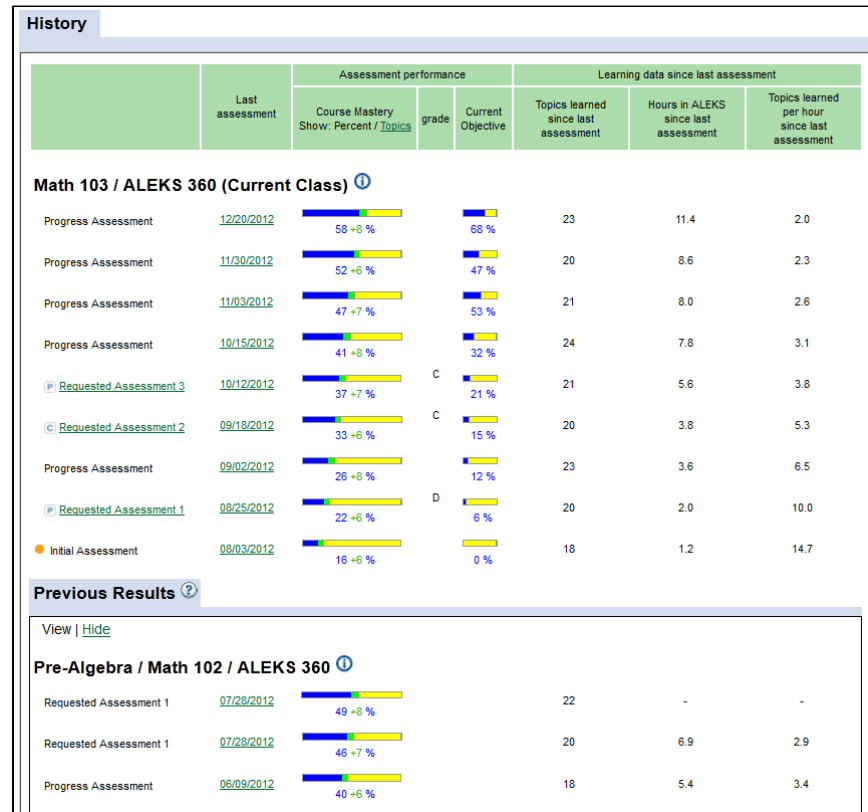 History
Assessment performance Learning data since last assessment
Last assessment Course Mastery Show: Percent / Topics grade Current Objective Topics learned since last assessment Hours in ALEKS since last assessment Topics learned per hour since last assessment
Math 103 / ALEKS 360 (Current Class) i
Progress Assessment 12/20/2012 58 +8 % 68 % 23 11.4 2.0
Progress Assessment 11/30/2012 52 +6 % 47 % 20 8.6 2.3
Progress Assessment 11/03/2012 47 +7 % 53 % 21 8.0 2.6
Progress Assessment 10/15/2012 41 +8 % 32 % 24 7.8 3.1
P Requested Assessment 3 10/12/2012 37 +7 % C 21 % 21 5.6 3.8
C Requested Assessment 2 09/18/2012 33 +6 % C 15 % 20 3.8 5.3
Progress Assessment 09/02/2012 26 +8 % 12 % 23 3.6 6.5
P Requested Assessment 1 08/25/2012 22 +6 % D 6 % 20 2.0 10.0
Initial Assessment 08/03/2012 16 +6 % 0 % 18 1.2 14.7
Previous Results ?
View | Hide
Pre-Algebra / Math 102 / ALEKS 360 i
Requested Assessment 1 07/28/2012 49 +8 % 22 - -
Requested Assessment 1 07/28/2012 46 +7 % 20 6.9 2.9
Progress Assessment 06/09/2012 40 +6 % 18 5.4 3.4